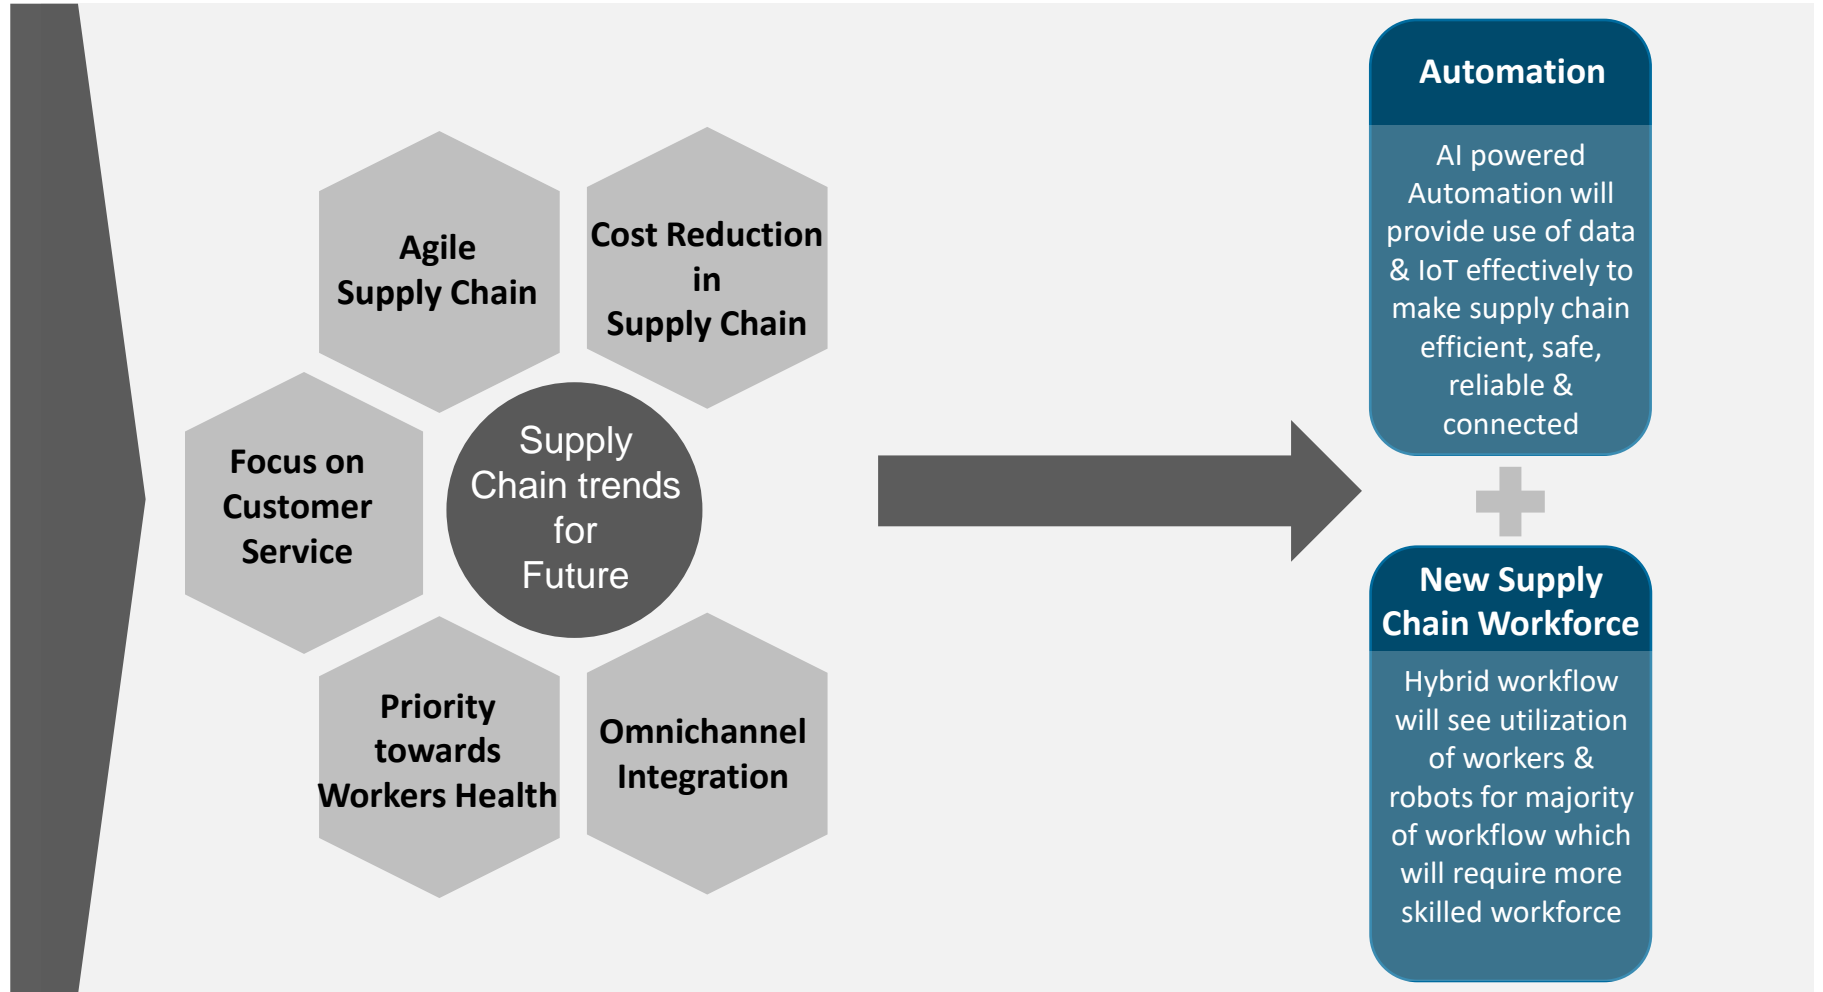 Agile
Supply Chain
Cost Reduction
in
Supply Chain
Focus on
Customer
Service
Supply
Chain trends
for
Future
Priority
towards
Workers Health
Omnichannel
Integration
Automation
AI powered
Automation will
provide use of data
& IoT effectively to
make supply chain
efficient, safe,
reliable &
connected
New Supply
Chain Workforce
Hybrid workflow
will see utilization
of workers &
robots for majority
of workflow which
will require more
skilled workforce